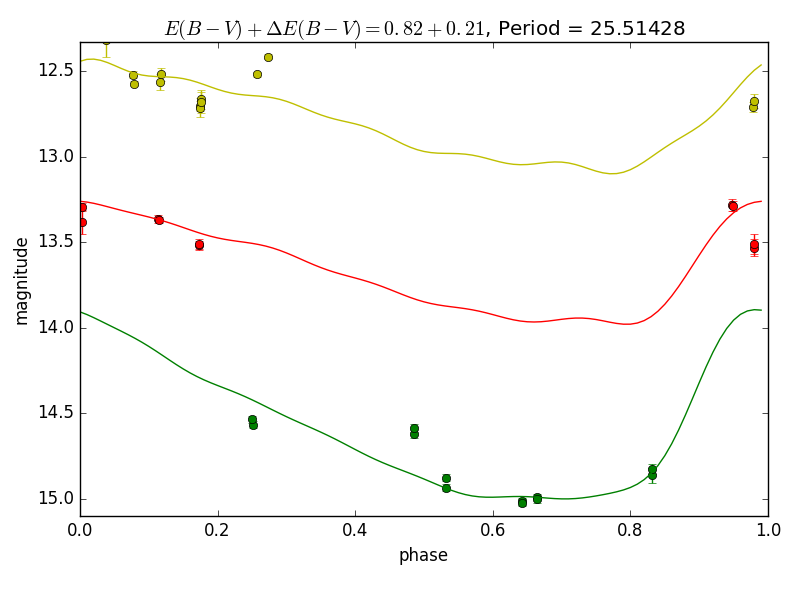 E(B − V) + ΔE(B − V) = 0.82 + 0.21, Period = 25.51428
12.5
13.0
13.5
14.0
14.5
15.0
magnitude
0.0 0.2 0.4 0.6 0.8 1.0
phase